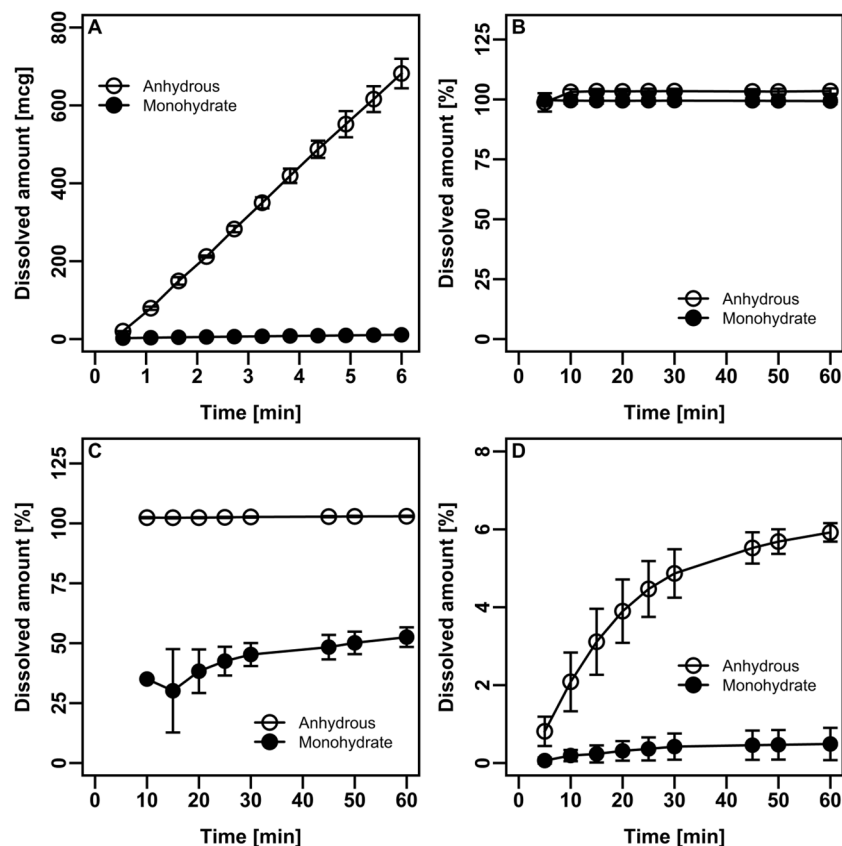 A
Dissolved amount [mcg]
800
600
400
200
0
Anhydrous
Monohydrate
0 1 2 3 4 5 6
Time [min]
B
Dissolved amount [%]
125
100
75
50
25
0
Anhydrous
Monohydrate
0 10 20 30 40 50 60
Time [min]
C
Dissolved amount [%]
125
100
75
50
25
0
Anhydrous
Monohydrate
0 10 20 30 40 50 60
Time [min]
D
Dissolved amount [%]
8
6
4
2
0
Anhydrous
Monohydrate
0 10 20 30 40 50 60
Time [min]